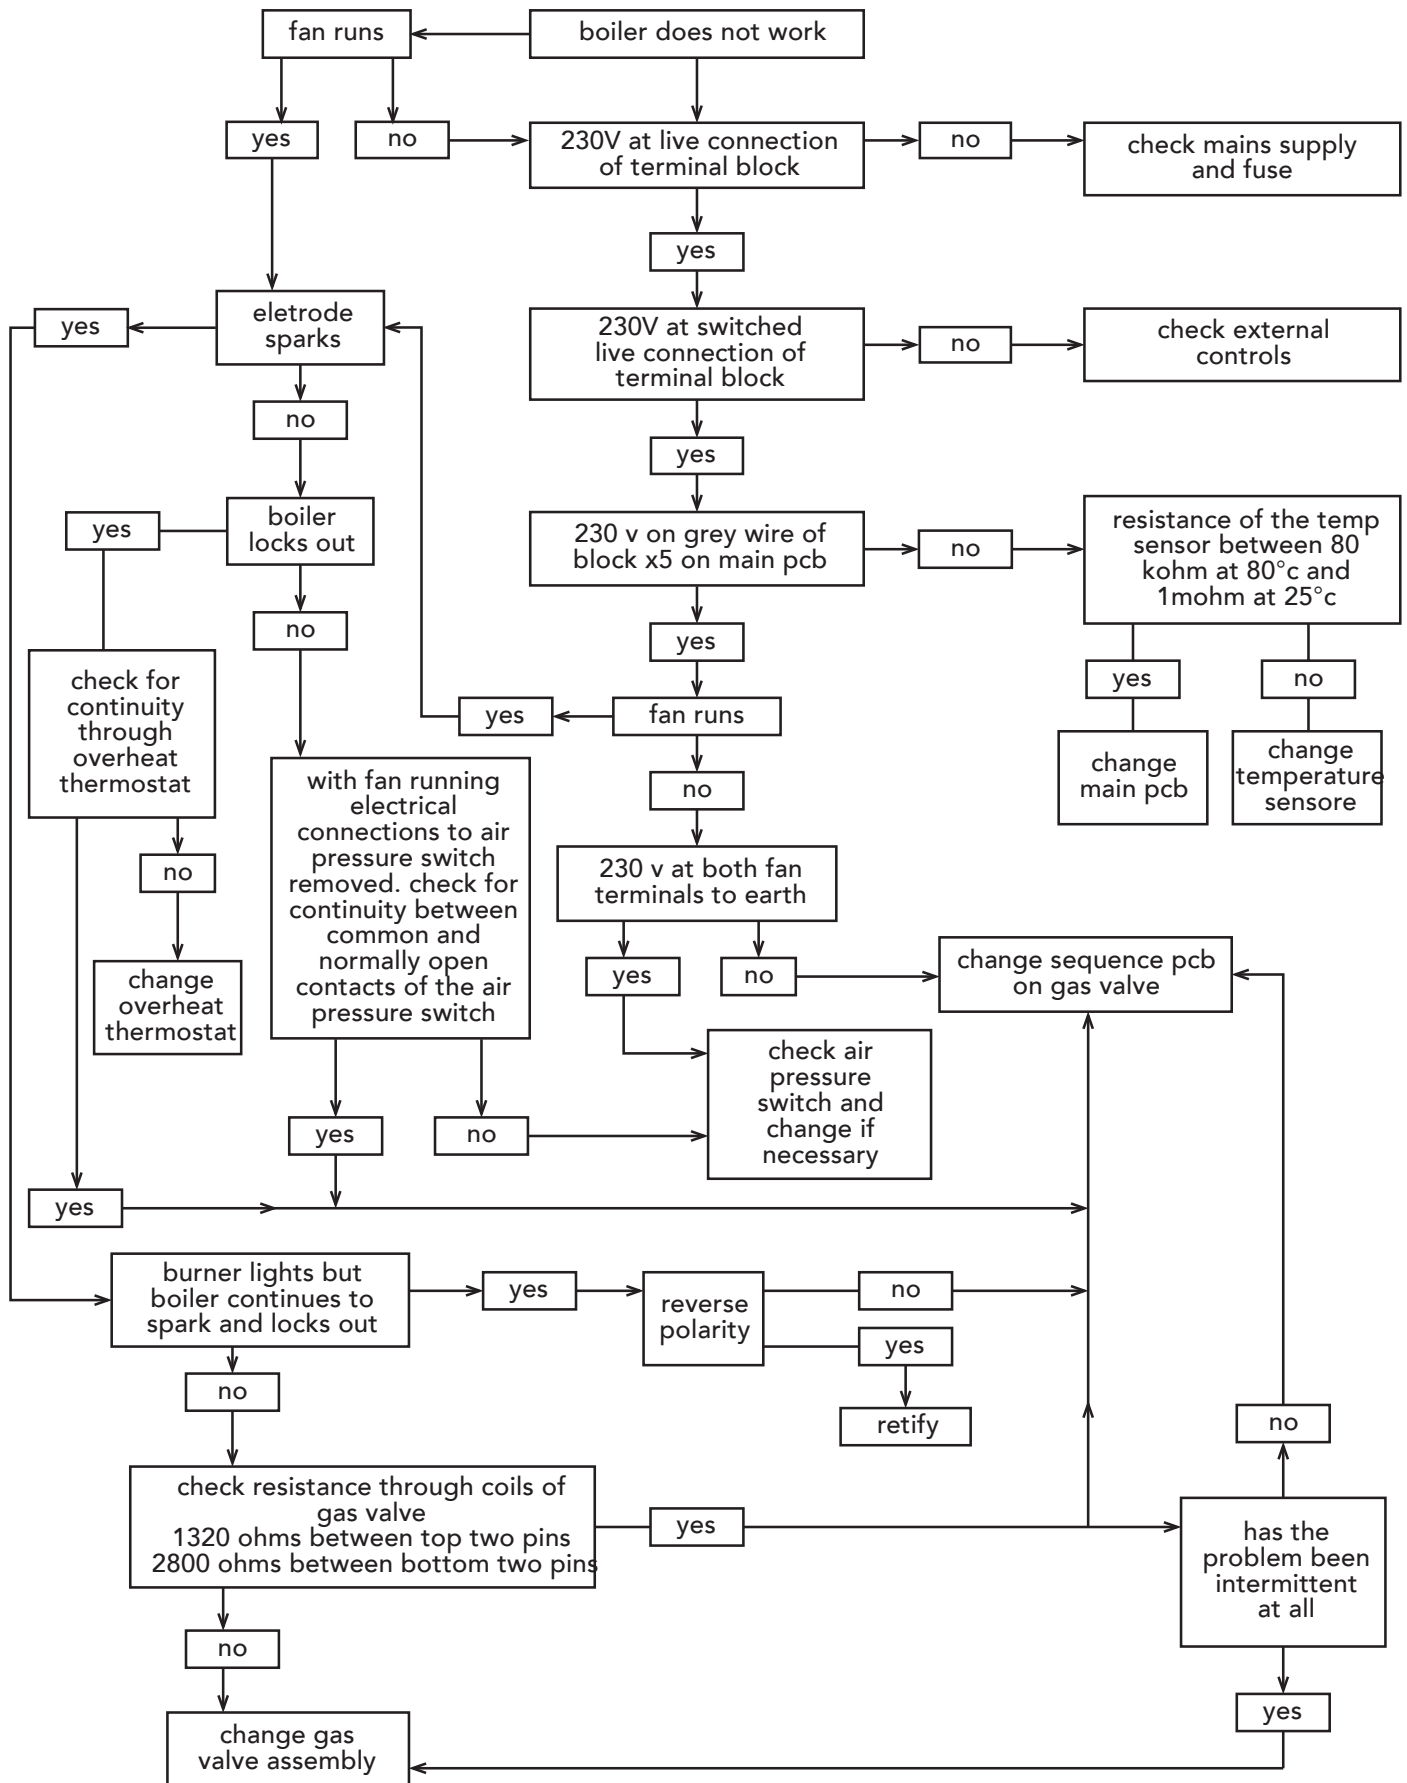 fan runs
boiler does not work
yes
no
230V at live connection
of terminal block
no
check mains supply
and fuse
yes
yes
eletrode
sparks
230V at switched
live connection of
terminal block
no
check external
controls
no
yes
yes
boiler
locks out
230 v on grey wire of
block x5 on main pcb
no
resistance of the temp
sensor between 80
kohm at 80°c and
1mohm at 25°c
no
yes
yes
no
check for
continuity
through
overheat
thermostat
yes
fan runs
change
main pcb
change
temperature
sensore
with fan running
electrical
connections to air
pressure switch
removed. check for
continuity between
common and
normally open
contacts of the air
pressure switch
no
no
230 v at both fan
terminals to earth
change
overheat
thermostat
yes
no
change sequence pcb
on gas valve
check air
pressure
switch and
change if
necessary
yes
no
yes
burner lights but
boiler continues to
spark and locks out
yes
reverse
polarity
no
yes
no
retify
no
check resistance through coils of
gas valve
1320 ohms between top two pins
2800 ohms between bottom two pins
yes
has the
problem been
intermittent
at all
no
yes
change gas
valve assembly